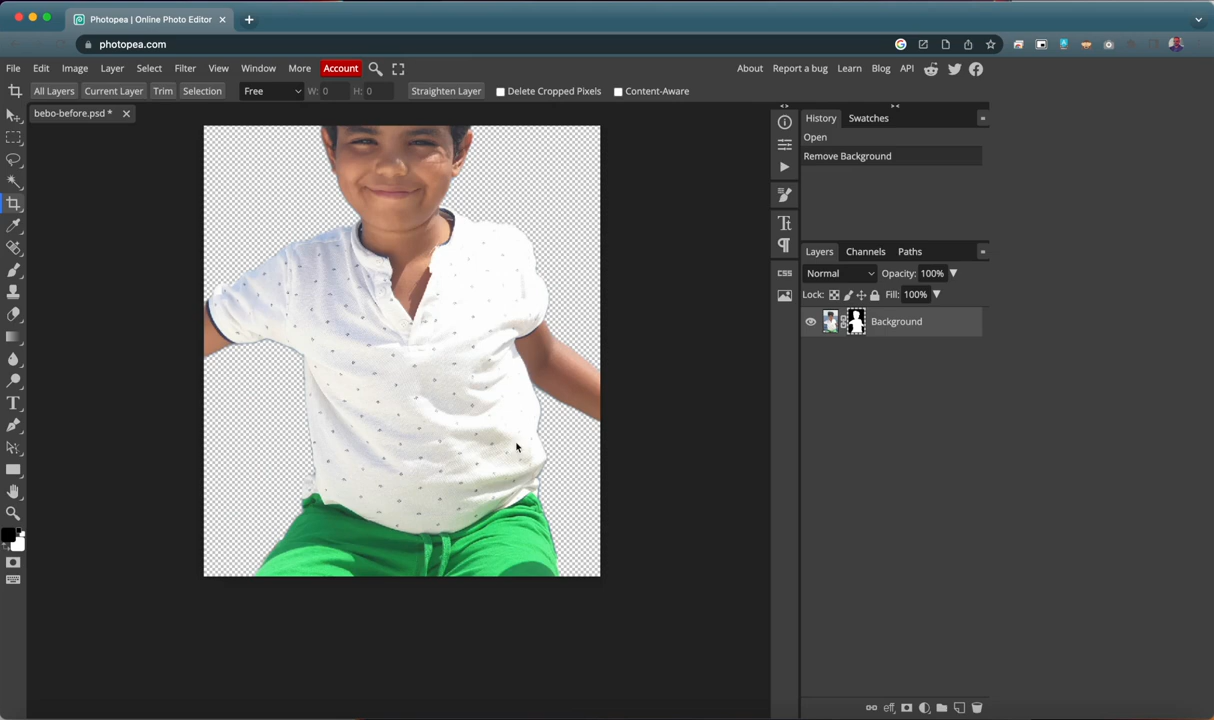 Photopea | Online Photo Editor
photopea.com
File Edit Image Layer Select Filter View Window More Account
About Report a bug Learn Blog API
All Layers Current Layer Trim Selection Free W: 0 H: 0 Straighten Layer Delete Cropped Pixels Content-Aware
bebo-before.psd *
History Swatches
Open
Remove Background
Layers Channels Paths
Normal Opacity: 100%
Lock: Fill: 100%
Background
CSS
eff